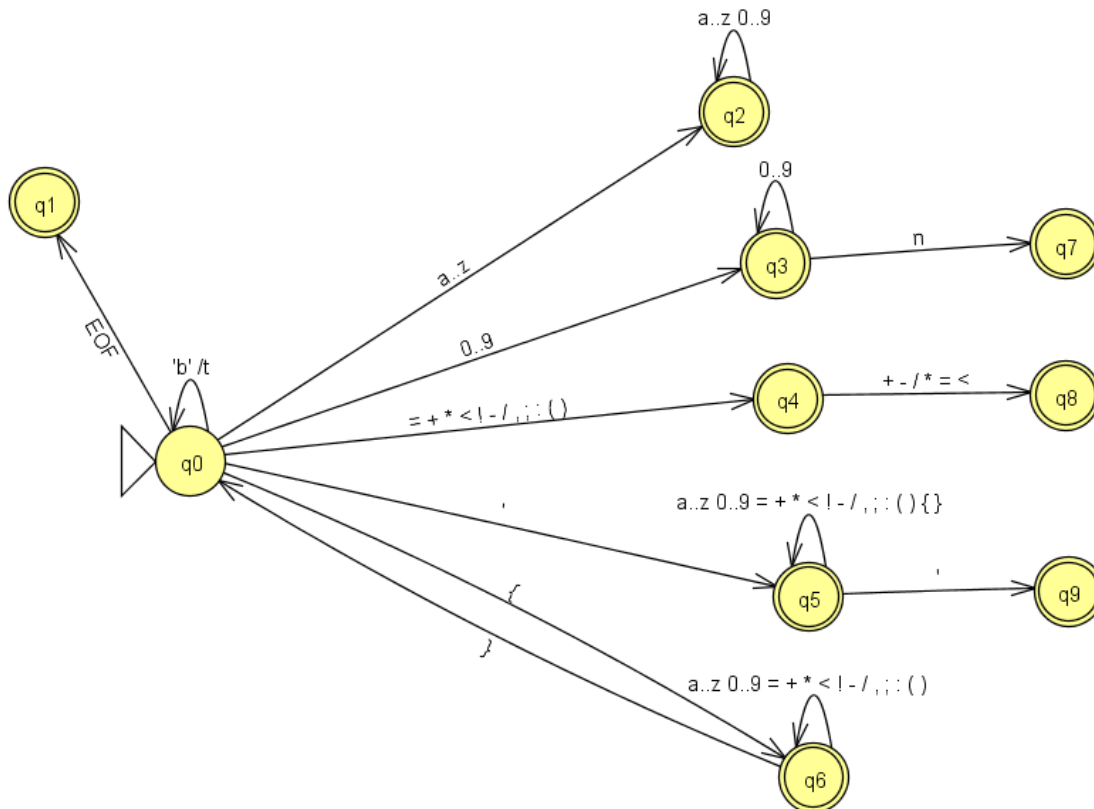 a..z 0..9
q2
0..9
q1
n
q7
q3
a..z
EOF
0..9
'b' /t
+ - / * = <
q8
q4
= + * < ! - / , ; : ( )
q0
a..z 0..9 = + * < ! - / , ; : ( ) { }
'
'
q9
q5
{
}
a..z 0..9 = + * < ! - / , ; : ( )
q6